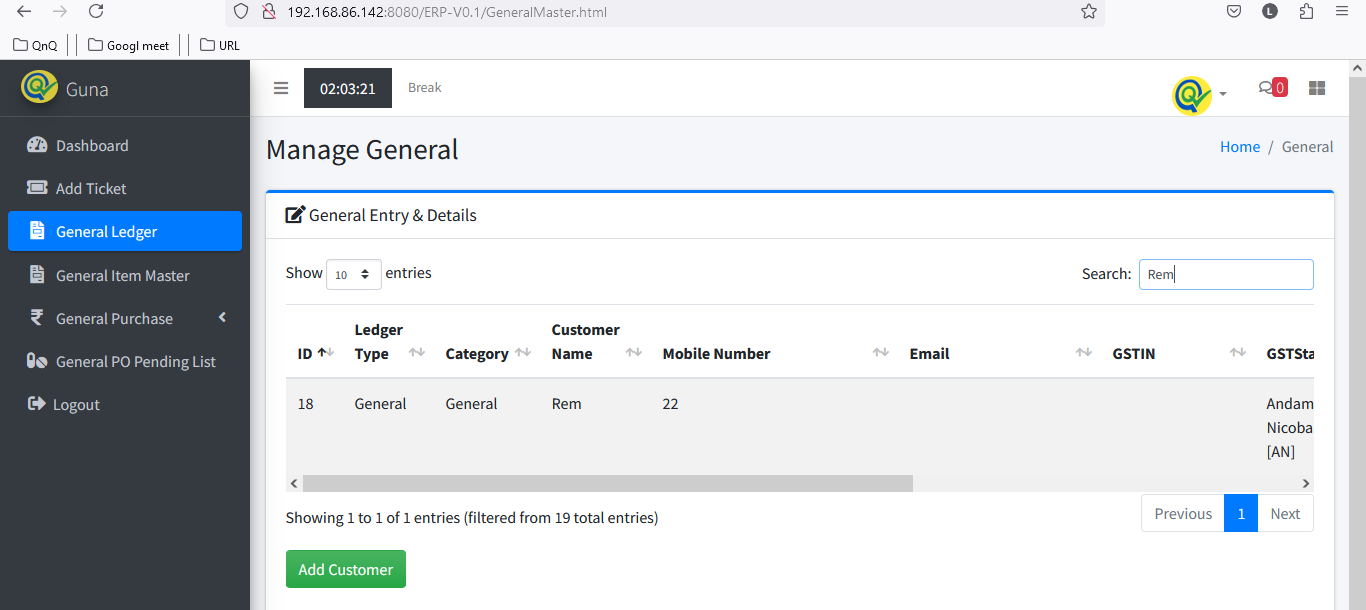 192.168.86.142:8080/ERP-V0.1/GeneralMaster.html
L
QnQ
Googl meet
URL
Guna
02:03:21
Break
0
Dashboard
Add Ticket
General Ledger
General Item Master
General Purchase
General PO Pending List
Logout
Manage General
Home / General
General Entry & Details
Show 10 entries
Search: Rem
ID
Ledger Type
Category
Customer Name
Mobile Number
Email
GSTIN
GSTSta
18
General
General
Rem
22
Andam
Nicoba
[AN]
Showing 1 to 1 of 1 entries (filtered from 19 total entries)
Previous 1 Next
Add Customer